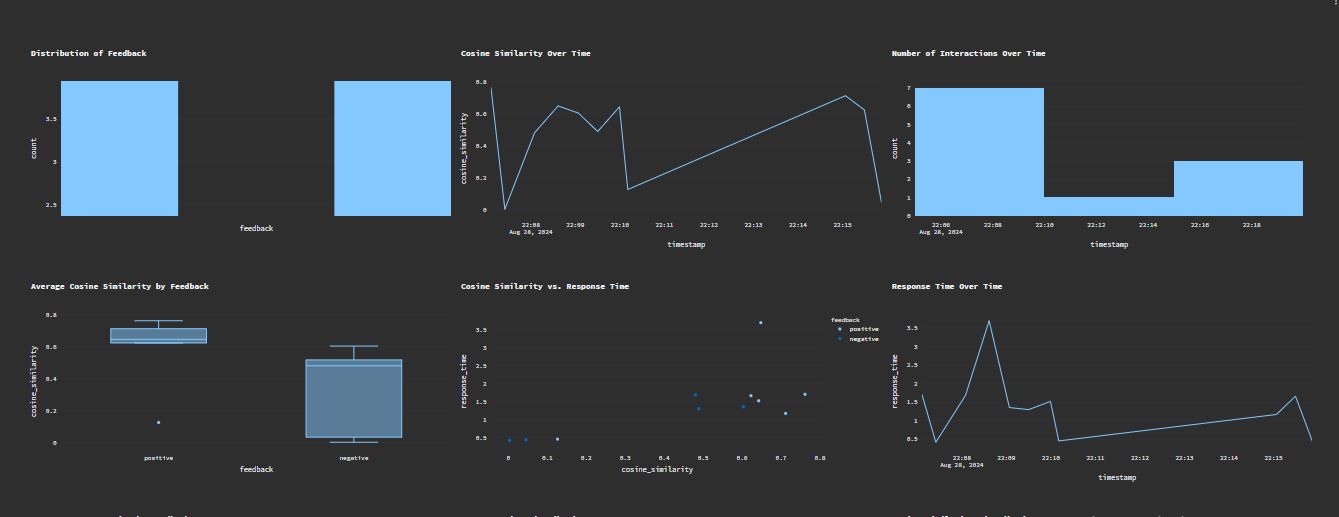 Distribution of Feedback
count
3.5
3
2.5
feedback
Cosine Similarity Over Time
cosine_similarity
0.8
0.6
0.4
0.2
0
22:08 22:09 22:10 22:11 22:12 22:13 22:14 22:15
Aug 28, 2024
timestamp
Number of Interactions Over Time
count
7
6
5
4
3
2
1
0
22:06 22:08 22:10 22:12 22:14 22:16 22:18
Aug 28, 2024
timestamp
Average Cosine Similarity by Feedback
cosine_similarity
0.8
0.6
0.4
0.2
0
positive negative
feedback
Cosine Similarity vs. Response Time
response_time
3.5
3
2.5
2
1.5
1
0.5
0 0.1 0.2 0.3 0.4 0.5 0.6 0.7 0.8
cosine_similarity
feedback
positive
negative
Response Time Over Time
response_time
3.5
3
2.5
2
1.5
1
0.5
22:08 22:09 22:10 22:11 22:12 22:13 22:14 22:15
Aug 28, 2024
timestamp